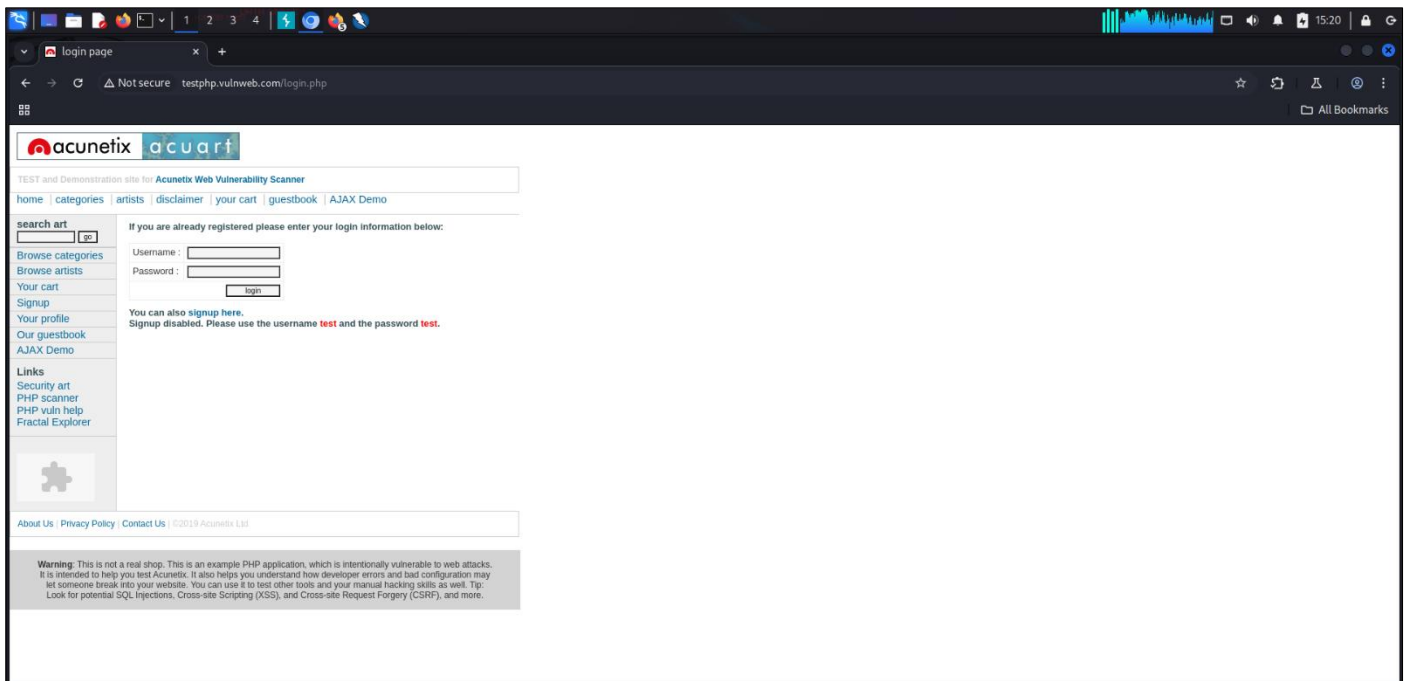 1 2 3 4
5
15:20
login page
Not secure testphp.vulnweb.com/login.php
All Bookmarks
acunetix acuart
TEST and Demonstration site for Acunetix Web Vulnerability Scanner
home | categories | artists | disclaimer | your cart | guestbook | AJAX Demo
search art
go
Browse categories
Browse artists
Your cart
Signup
Your profile
Our guestbook
AJAX Demo
Links
Security art
PHP scanner
PHP vuln help
Fractal Explorer
If you are already registered please enter your login information below:
Username :
Password :
login
You can also signup here.
Signup disabled. Please use the username test and the password test.
About Us | Privacy Policy | Contact Us | ©2019 Acunetix Ltd
Warning: This is not a real shop. This is an example PHP application, which is intentionally vulnerable to web attacks.
It is intended to help you test Acunetix. It also helps you understand how developer errors and bad configuration may
let someone break into your website. You can use it to test other tools and your manual hacking skills as well. Tip:
Look for potential SQL Injections, Cross-site Scripting (XSS), and Cross-site Request Forgery (CSRF), and more.